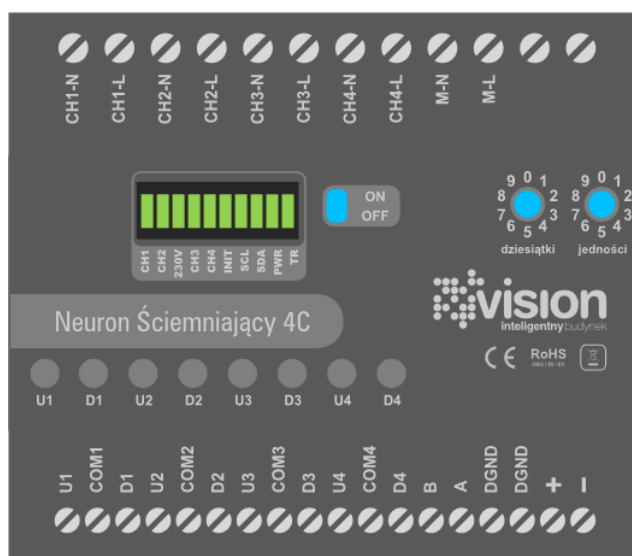 CH1-N CH1-L CH2-N CH2-L CH3-N CH3-L CH4-N CH4-L M-N M-L
ON
OFF
CH1 CH2 230V CH3 CH4 INIT SCL SDA PWR TR
9 0 1
8 2
7 3
6 5 4
dziesiątki
9 0 1
8 2
7 3
6 5 4
jedności
Neuron Ściemniający 4C
vision
inteligentny budynek
CE RoHS
U1 D1 U2 D2 U3 D3 U4 D4
U1 COM1 D1 U2 COM2 D2 U3 COM3 D3 U4 COM4 D4 B A DGND DGND + −